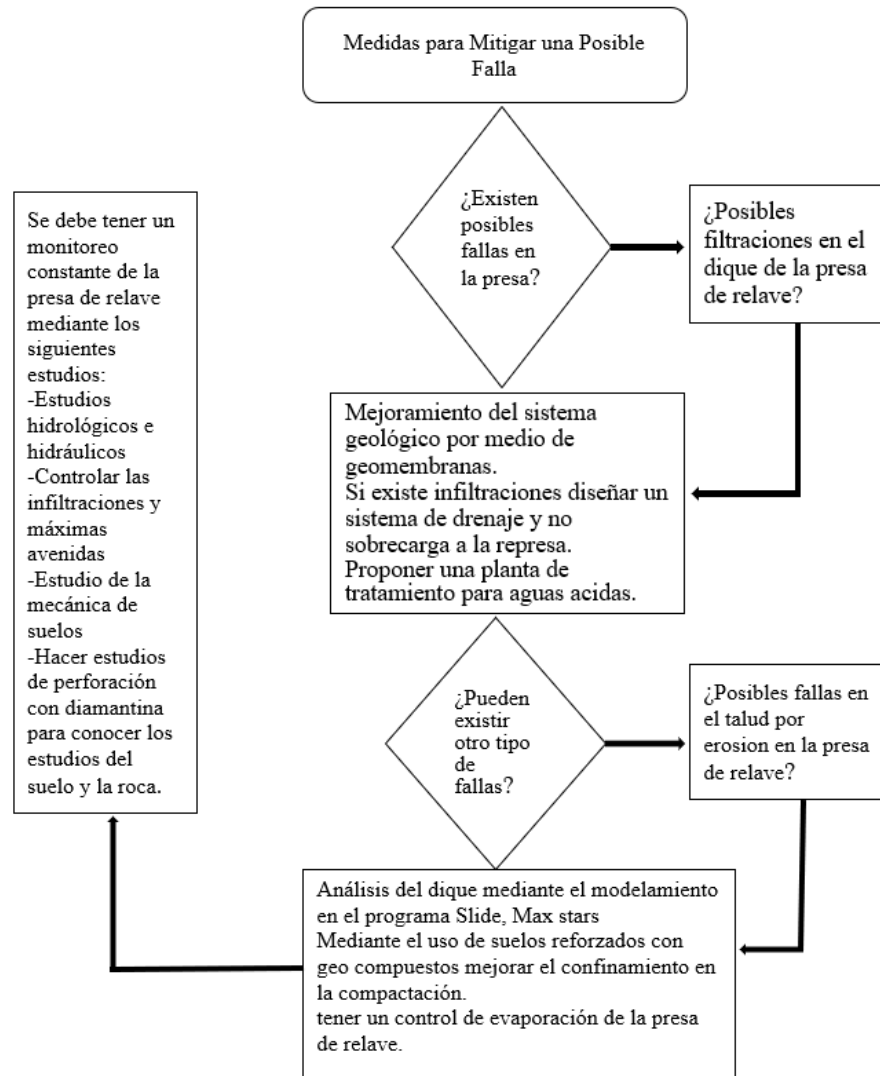 Medidas para Mitigar una Posible
Falla
¿Existen
posibles
fallas en
la presa?
¿Posibles
filtraciones en el
dique de la presa
de relave?
Mejoramiento del sistema
geológico por medio de
geomembranas.
Si existe infiltraciones diseñar un
sistema de drenaje y no
sobrecarga a la represa.
Proponer una planta de
tratamiento para aguas acidas.
¿Pueden
existir
otro tipo
de
fallas?
¿Posibles fallas en
el talud por
erosion en la presa
de relave?
Análisis del dique mediante el modelamiento
en el programa Slide, Max stars
Mediante el uso de suelos reforzados con
geo compuestos mejorar el confinamiento en
la compactación.
tener un control de evaporación de la presa
de relave.
Se debe tener un
monitoreo
constante de la
presa de relave
mediante los
siguientes
estudios:
-Estudios
hidrológicos e
hidráulicos
-Controlar las
infiltraciones y
máximas
avenidas
-Estudio de la
mecánica de
suelos
-Hacer estudios
de perforación
con diamantina
para conocer los
estudios del
suelo y la roca.